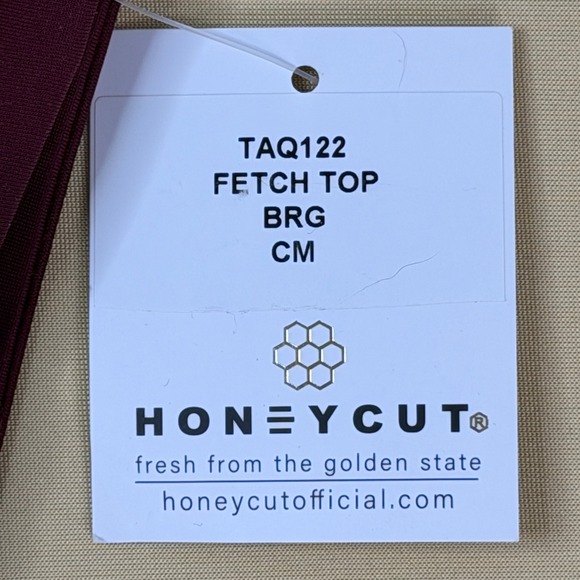 TAQ122
FETCH TOP
BRG
CM
HONEYCUT®
fresh from the golden state
honeycutofficial.com